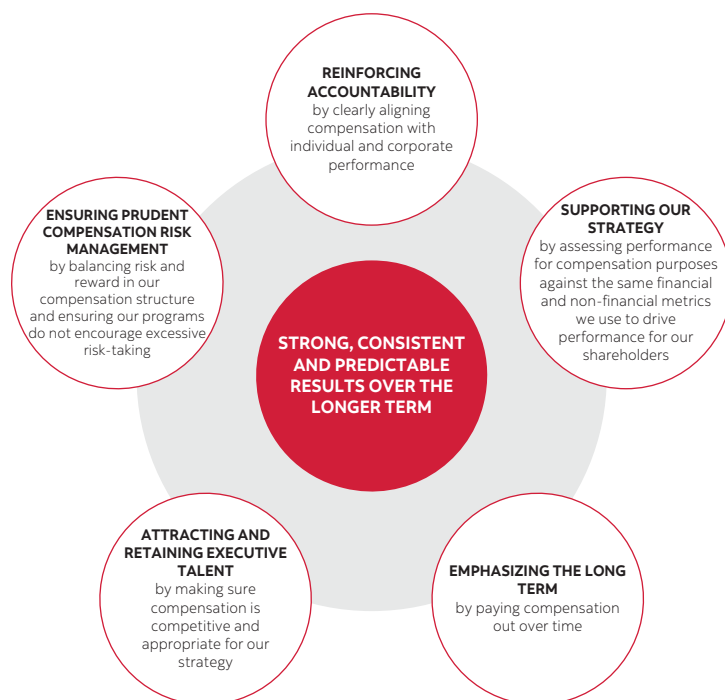 REINFORCING
ACCOUNTABILITY
by clearly aligning
compensation with
individual and corporate
performance
ENSURING PRUDENT
COMPENSATION RISK
MANAGEMENT
by balancing risk and
reward in our
compensation structure
and ensuring our programs
do not encourage excessive
risk-taking
SUPPORTING OUR
STRATEGY
by assessing performance
for compensation purposes
against the same financial
and non-financial metrics
we use to drive
performance for our
shareholders
STRONG, CONSISTENT
AND PREDICTABLE
RESULTS OVER THE
LONGER TERM
ATTRACTING AND
RETAINING EXECUTIVE
TALENT
by making sure
compensation is
competitive and
appropriate for our
strategy
EMPHASIZING THE LONG
TERM
by paying compensation
out over time